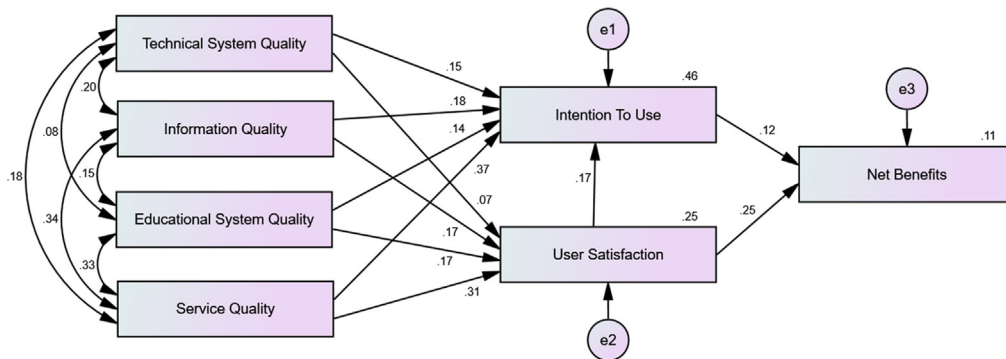 e1
Technical System Quality
.46
e3
.15
.20
.18
Intention To Use
Information Quality
.12
.11
.14
.08
.37
Net Benefits
.15
.18
.17
.07
.34
.25
.25
Educational System Quality
.17
User Satisfaction
.33
.17
.31
Service Quality
e2